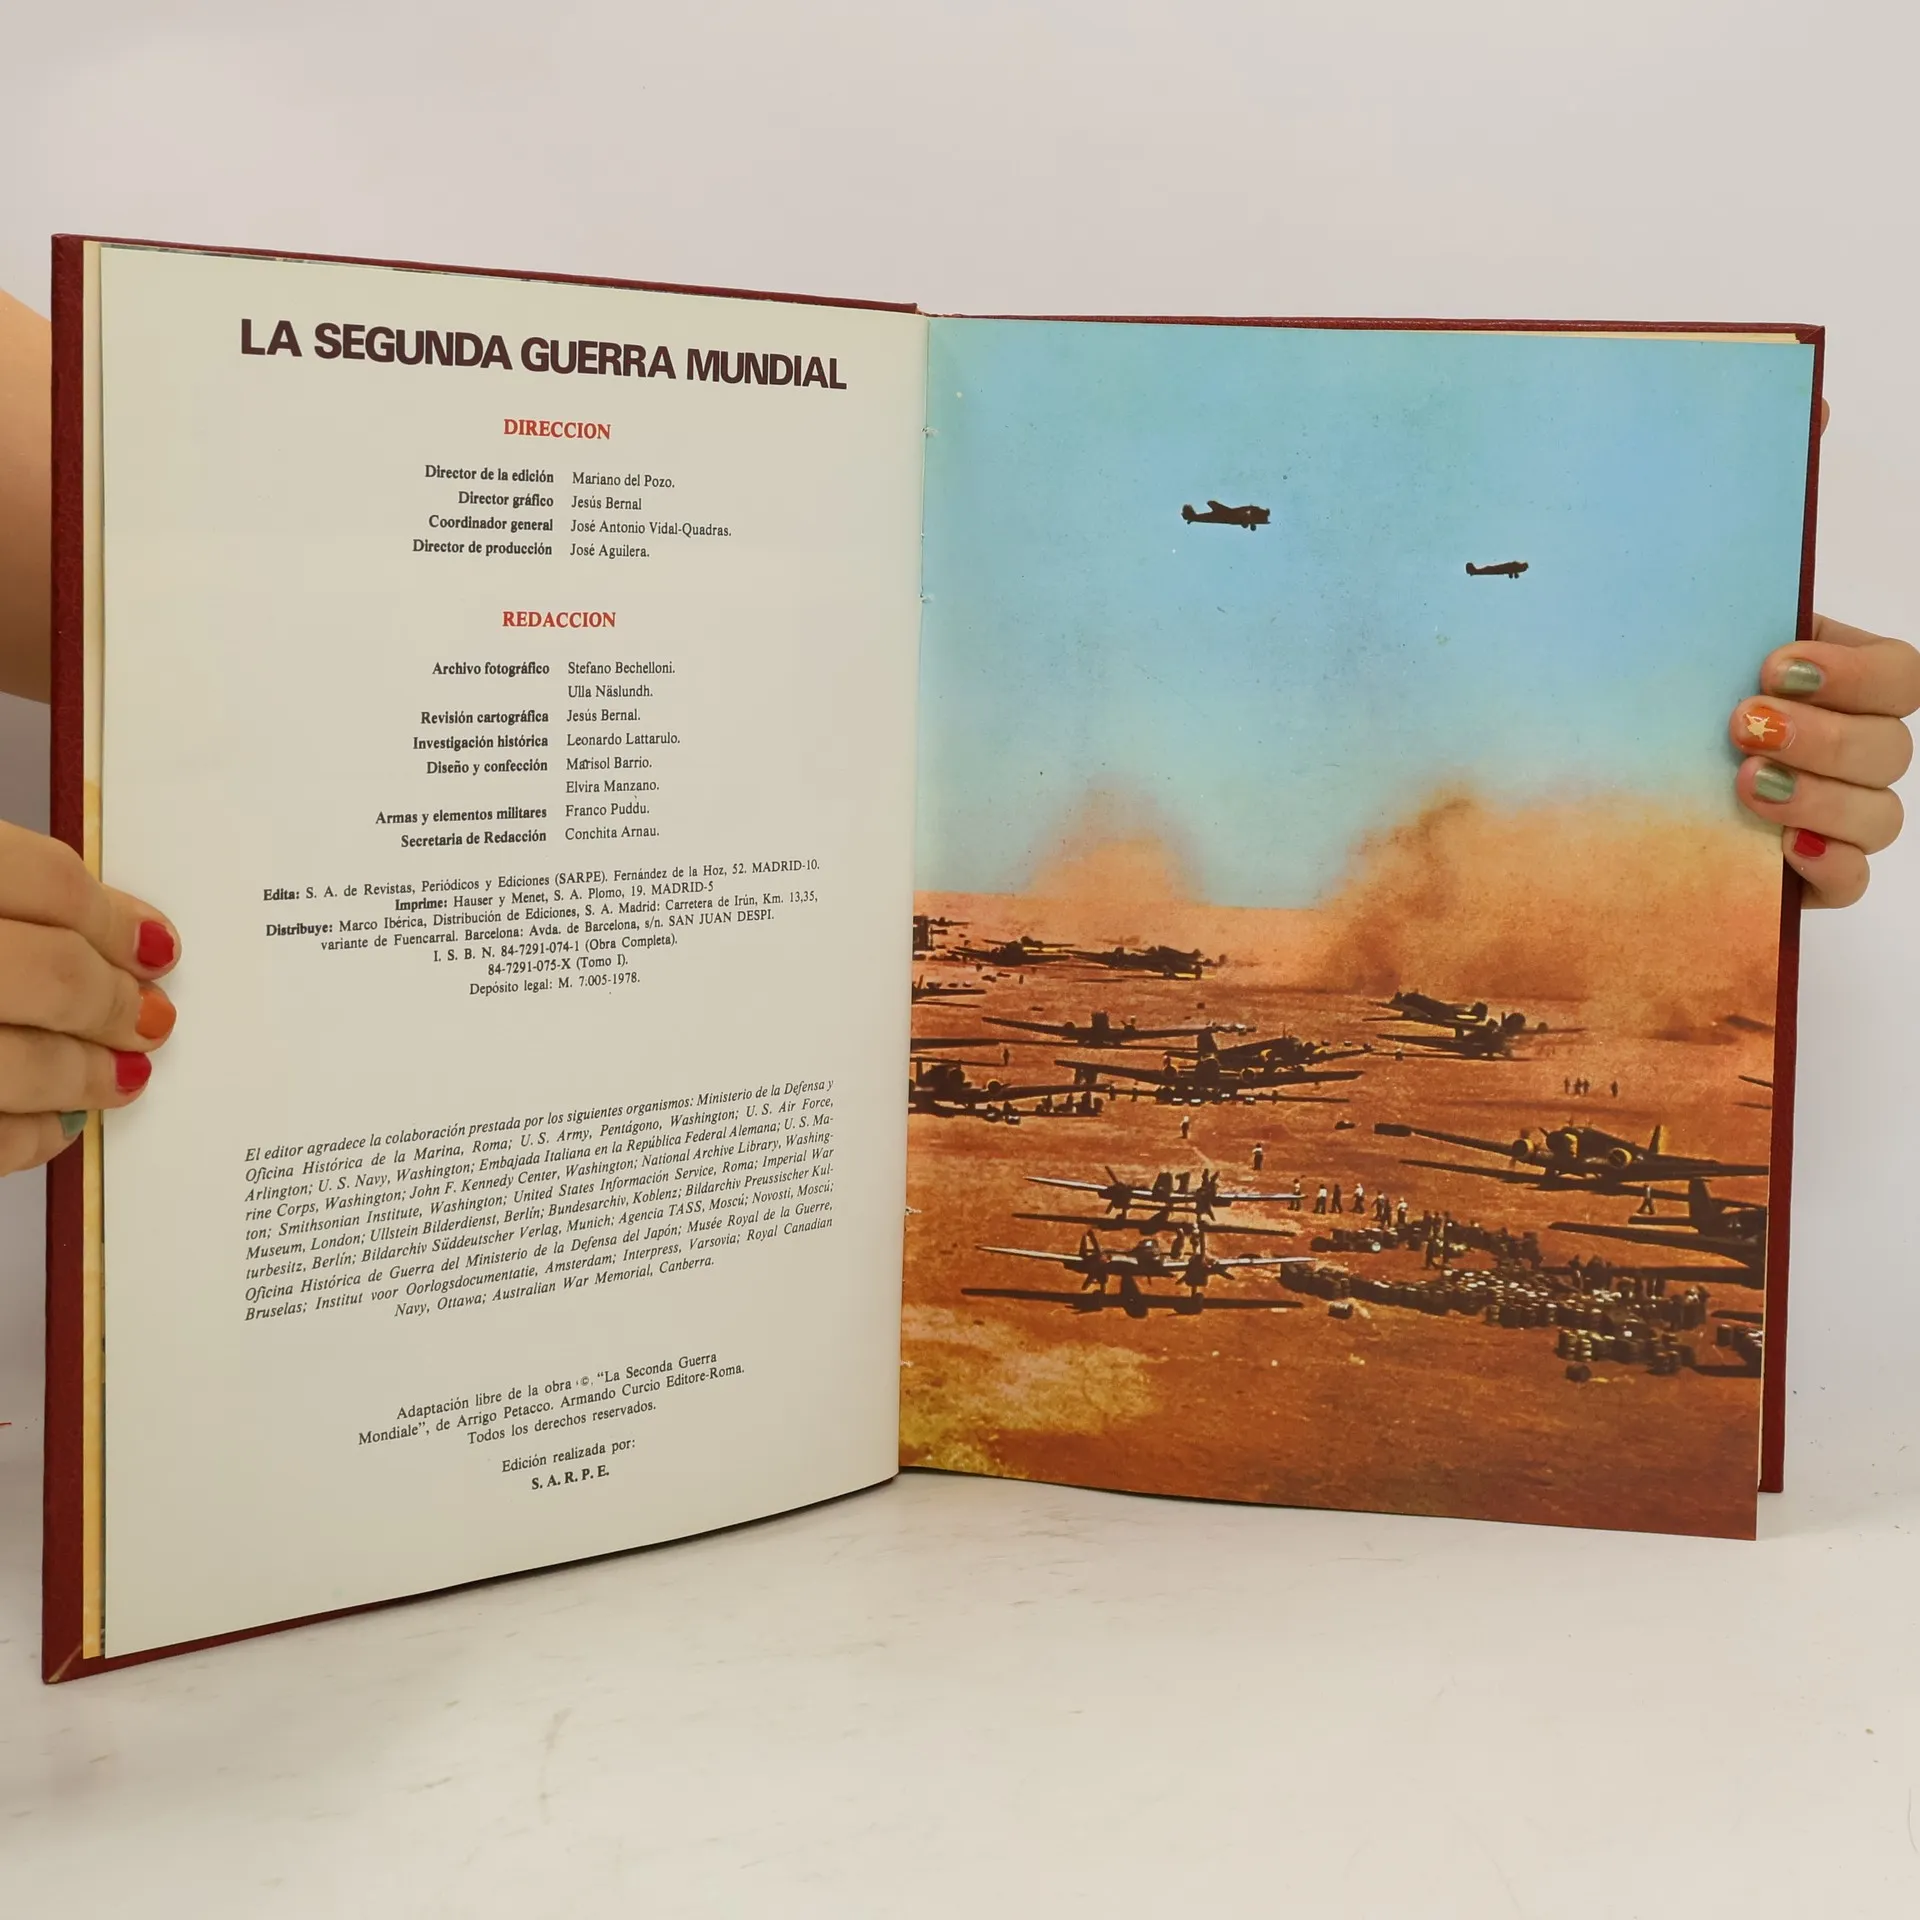 LA SEGUNDA GUERRA MUNDIAL
DIRECCION
Director de la edición Mariano del Pozo.
Director gráfico Jesús Bernal
Coordinador general José Antonio Vidal-Quadras.
Director de producción José Aguilera.
REDACCION
Archivo fotográfico Stefano Bechelloni.
Ulla Näslundh.
Revisión cartográfica Jesús Bernal.
Investigación histórica Leonardo Lattarulo.
Diseño y confección Marisol Barrio.
Elvira Manzano.
Armas y elementos militares Franco Puddu.
Secretaria de Redacción Conchita Arnau.
Edita: S. A. de Revistas, Periódicos y Ediciones (SARPE). Fernández de la Hoz, 52. MADRID-10.
Imprime: Hauser y Menet, S. A. Plomo, 19. MADRID-5
Distribuye: Marco Ibérica, Distribución de Ediciones, S. A. Madrid: Carretera de Irún, Km. 13,35,
variante de Fuencarral. Barcelona: Avda. de Barcelona, s/n. SAN JUAN DESPI.
I. S. B. N. 84-7291-074-1 (Obra Completa).
84-7291-075-X (Tomo I).
Depósito legal: M. 7.005-1978.
El editor agradece la colaboración prestada por los siguientes organismos: Ministerio de la Defensa y
Oficina Histórica de la Marina, Roma; U. S. Army, Pentágono, Washington; U. S. Air Force,
Arlington; U. S. Navy, Washington; Embajada Italiana en la República Federal Alemana; U. S. Ma-
rine Corps, Washington; John F. Kennedy Center, Washington; National Archive Library, Washing-
ton; Smithsonian Institute, Washington; United States Information Service, Roma; Imperial War
Museum, London; Ullstein Bilderdienst, Berlín; Bundesarchiv, Koblenz; Bildarchiv Preussischer Kul-
turbesitz, Berlín; Bildarchiv Süddeutscher Verlag, Munich; Agencia TASS, Moscú; Novosti, Moscú;
Oficina Histórica de Guerra del Ministerio de la Defensa del Japón; Musée Royal de la Guerre,
Bruselas; Institut voor Oorlogsdocumentatie, Amsterdam; Interpress, Varsovia; Royal Canadian
Navy, Ottawa; Australian War Memorial, Canberra.
Adaptación libre de la obra ©. "La Seconda Guerra
Mondiale", de Arrigo Petacco. Armando Curcio Editore-Roma.
Todos los derechos reservados.
Edición realizada por:
S. A. R. P. E.